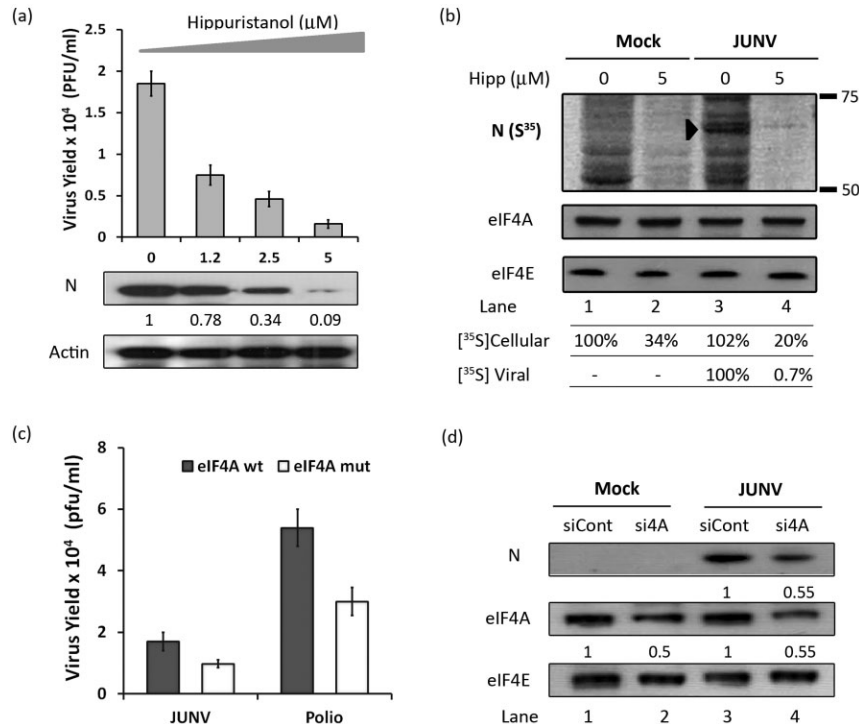 (a)
Hippuristanol (μM)
Virus Yield x 10⁴ (PFU/ml)
2.5
2
1.5
1
0.5
0
0 1.2 2.5 5
N
1 0.78 0.34 0.09
Actin
(b)
Mock JUNV
Hipp (μM) 0 5 0 5
N (S³⁵)
75
50
eIF4A
eIF4E
Lane 1 2 3 4
[³⁵S]Cellular 100% 34% 102% 20%
[³⁵S] Viral - - 100% 0.7%
(c)
Virus Yield x 10⁴ (pfu/ml)
8
6
4
2
0
eIF4A wt eIF4A mut
JUNV Polio
(d)
Mock JUNV
siCont si4A siCont si4A
N
1 0.55
eIF4A
1 0.5 1 0.55
eIF4E
Lane 1 2 3 4